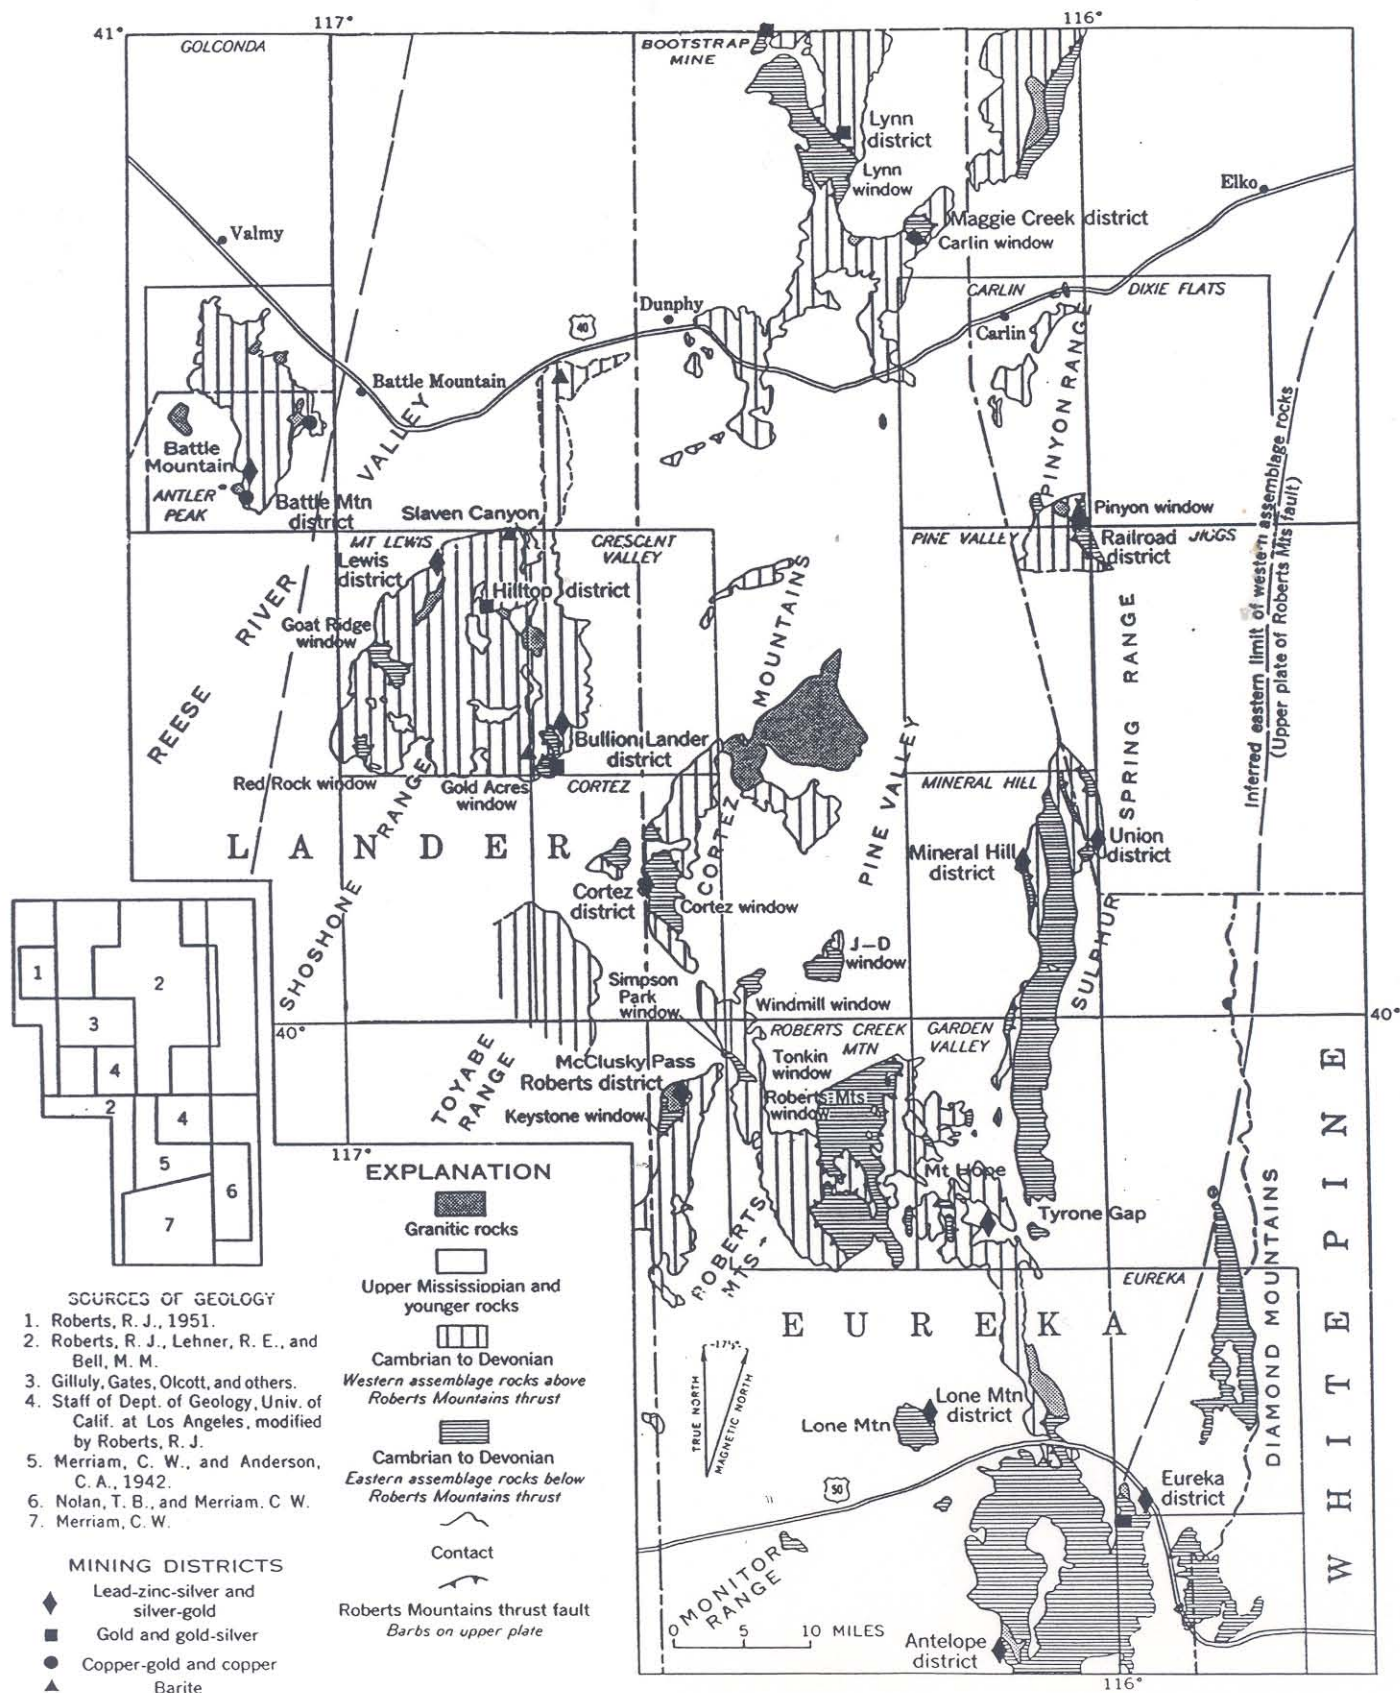 117°
116°
41°
GOLCONDA
BOOTSTRAP
MINE
Lynn
district
Lynn
window
Elko
Valmy
Maggie Creek district
Carlin window
CARLIN
DIXIE FLATS
Dunphy
40
Carlin
Battle Mountain
VALLEY
PINYON RANGE
Inferred eastern limit of western assemblage rocks
(Upper plate of Roberts Mts fault)
Battle
Mountain
ANTLER
PEAK
Battle Mtn
district
Slaven Canyon
Pinyon window
MT LEWIS
CRESCENT
VALLEY
PINE VALLEY
Railroad
district
JIGGS
Lewis
district
Hilltop district
RIVER
Goat Ridge
window
MOUNTAINS
REESE
SPRING RANGE
Bullion Lander
district
Red Rock window
Gold Acres
window
CORTEZ
RANGE
MINERAL HILL
LANDER
CORTEZ
PINE VALLEY
Mineral Hill
district
Union
district
Cortez
district
Cortez window
SHOSHONE
J-D
window
SULPHUR
1
2
3
4
2
4
5
6
7
Simpson
Park
window
Windmill window
40°
40°
ROBERTS CREEK
MTN
GARDEN
VALLEY
TOYABE
RANGE
McClusky Pass
Roberts district
Keystone window
Tonkin
window
Roberts Mts
window
117°
Mt Hope
Tyrone Gap
ROBERTS
MTS
EUREKA
DIAMOND MOUNTAINS
WHITE PINE
EUREKA
EXPLANATION
Granitic rocks
Upper Mississippian and
younger rocks
Cambrian to Devonian
Western assemblage rocks above
Roberts Mountains thrust
Cambrian to Devonian
Eastern assemblage rocks below
Roberts Mountains thrust
Contact
Roberts Mountains thrust fault
Barbs on upper plate
SOURCES OF GEOLOGY
1. Roberts, R. J., 1951.
2. Roberts, R. J., Lehner, R. E., and
Bell, M. M.
3. Gilluly, Gates, Olcott, and others.
4. Staff of Dept. of Geology, Univ. of
Calif. at Los Angeles, modified
by Roberts, R. J.
5. Merriam, C. W., and Anderson,
C. A., 1942.
6. Nolan, T. B., and Merriam. C W.
7. Merriam, C. W.
MINING DISTRICTS
Lead-zinc-silver and
silver-gold
Gold and gold-silver
Copper-gold and copper
Barite
TRUE NORTH
MAGNETIC NORTH
Lone Mtn
Lone Mtn
district
50
Eureka
district
MONITOR
RANGE
0 5 10 MILES
Antelope
district
116°